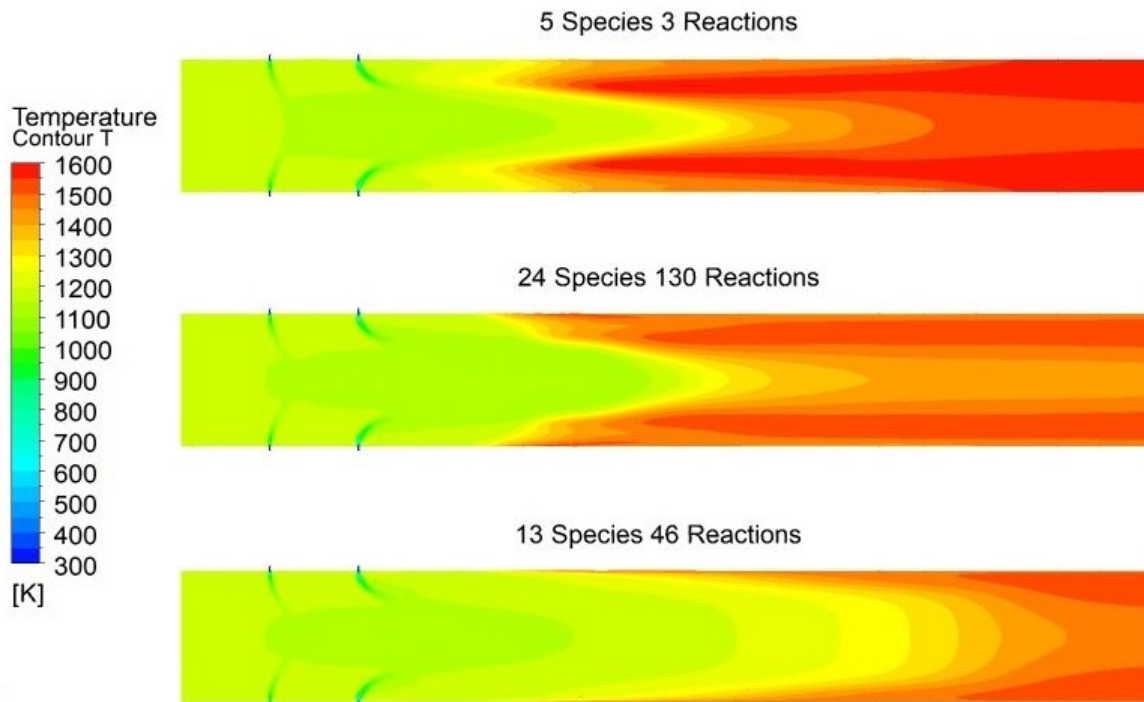 5 Species 3 Reactions
Temperature
Contour T
1600
1500
1400
1300
1200
1100
1000
900
800
700
600
500
400
300
[K]
24 Species 130 Reactions
13 Species 46 Reactions